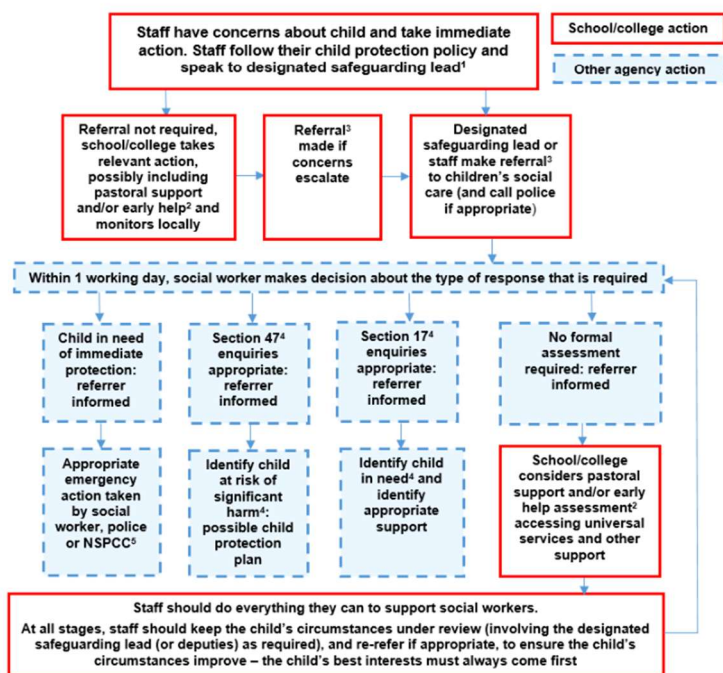 Staff have concerns about child and take immediate
action. Staff follow their child protection policy and
speak to designated safeguarding lead¹
School/college action
Other agency action
Referral not required,
school/college takes
relevant action,
possibly including
pastoral support
and/or early help² and
monitors locally
Referral³
made if
concerns
escalate
Designated
safeguarding lead or
staff make referral³
to children's social
care (and call police
if appropriate)
Within 1 working day, social worker makes decision about the type of response that is required
Child in need
of immediate
protection:
referrer
informed
Section 47⁴
enquiries
appropriate:
referrer
informed
Section 17⁴
enquiries
appropriate:
referrer
informed
No formal
assessment
required: referrer
informed
Appropriate
emergency
action taken
by social
worker, police
or NSPCC⁵
Identify child
at risk of
significant
harm⁴:
possible child
protection
plan
Identify child
in need⁴ and
identify
appropriate
support
School/college
considers pastoral
support and/or early
help assessment²
accessing universal
services and other
support
Staff should do everything they can to support social workers.
At all stages, staff should keep the child's circumstances under review (involving the designated
safeguarding lead (or deputies) as required), and re-refer if appropriate, to ensure the child's
circumstances improve – the child's best interests must always come first